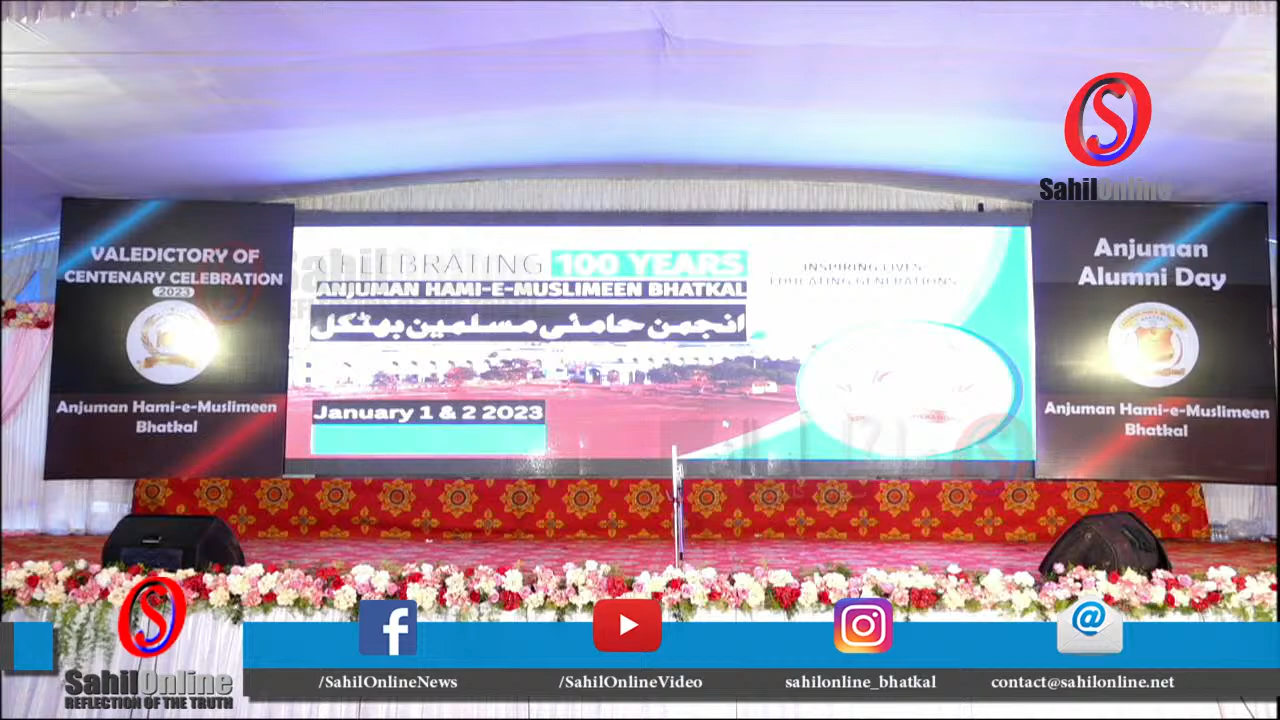 SahilOnline
VALEDICTORY OF
CENTENARY CELEBRATION
2023
Anjuman Hami-e-Muslimeen
Bhatkal
CELEBRATING 100 YEARS
ANJUMAN HAMI-E-MUSLIMEEN BHATKAL
انجمن حامئی مسلمین بھٹکل
January 1 & 2 2023
INSPIRING LIVES
EDUCATING GENERATIONS
Anjuman
Alumni Day
Anjuman Hami-e-Muslimeen
Bhatkal
SahilOnline
REFLECTION OF THE TRUTH
/SahilOnlineNews
/SahilOnlineVideo
sahilonline_bhatkal
contact@sahilonline.net